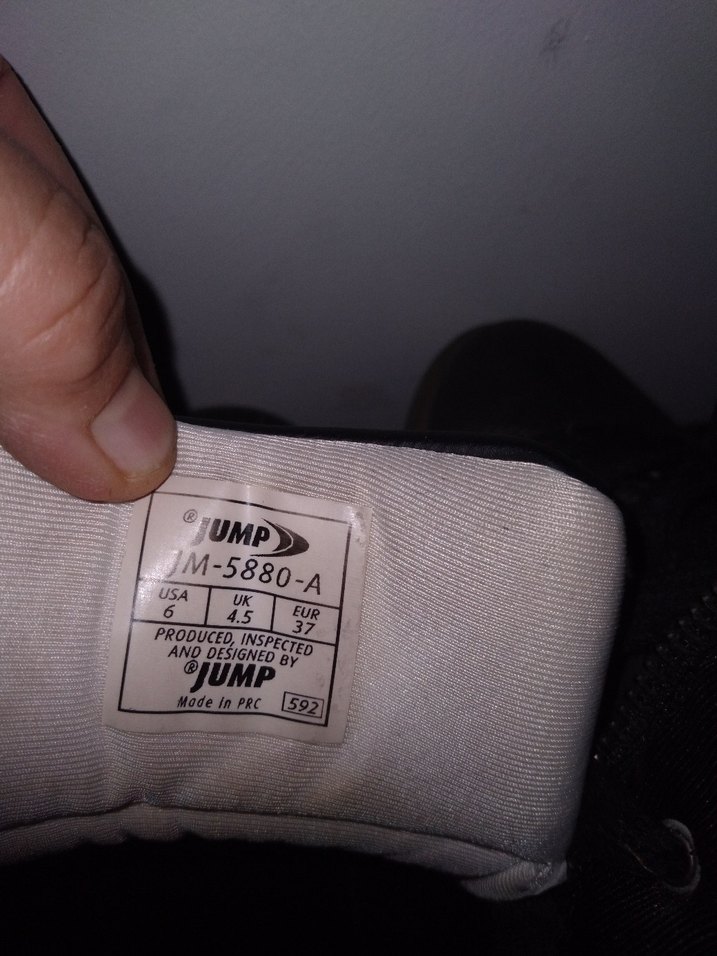 ® JUMP
JM-5880-A
USA UK EUR
6 4.5 37
PRODUCED, INSPECTED
AND DESIGNED BY
® JUMP
Made in PRC 592